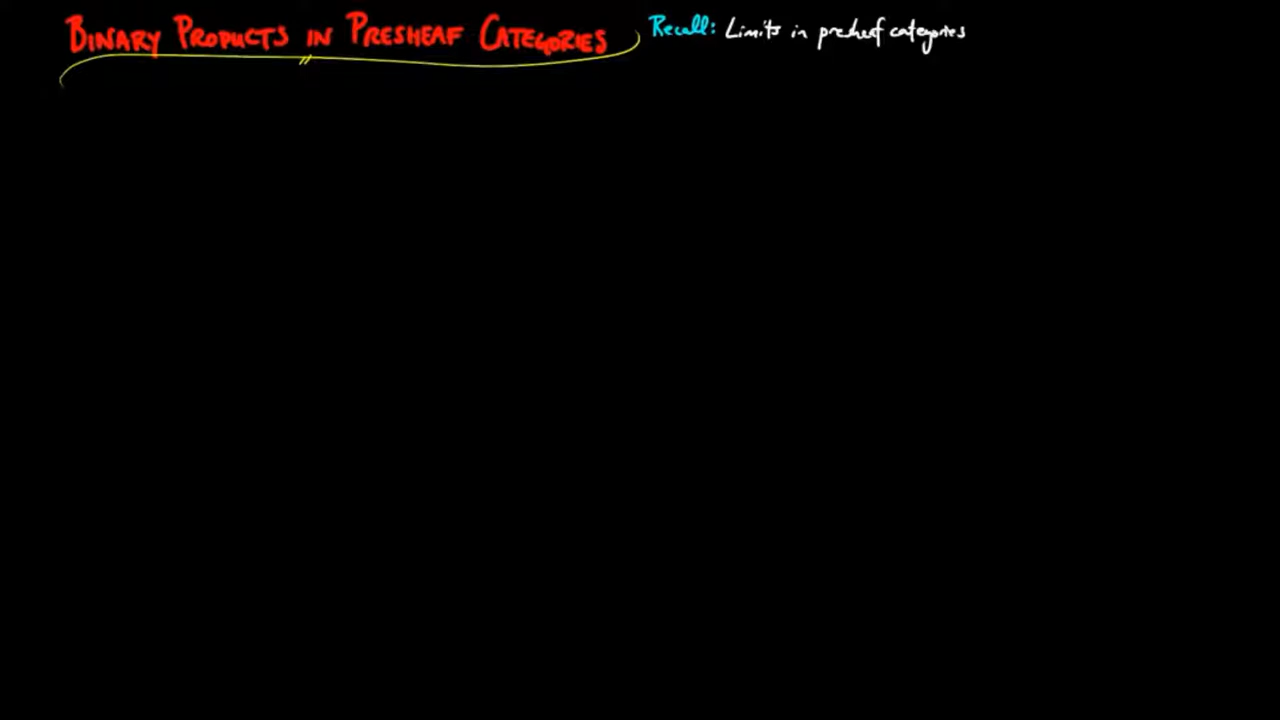 BINARY PRODUCTS IN PRESHEAF CATEGORIES
Recall: Limits in presheaf categories